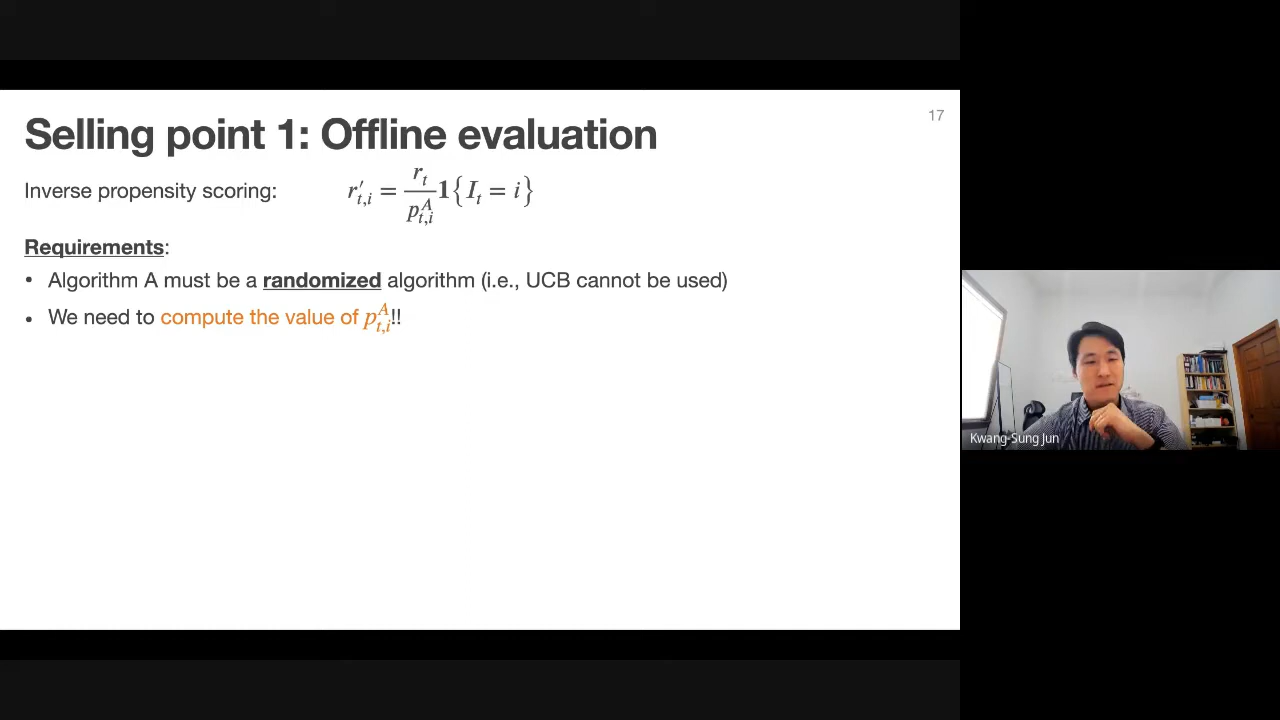 17
Selling point 1: Offline evaluation
Inverse propensity scoring: r′_{t,i} = \frac{r_t}{p^A_{t,i}} 1{I_t = i}
Requirements:
• Algorithm A must be a randomized algorithm (i.e., UCB cannot be used)
• We need to compute the value of p^A_{t,i}!!
Kwang-Sung Jun